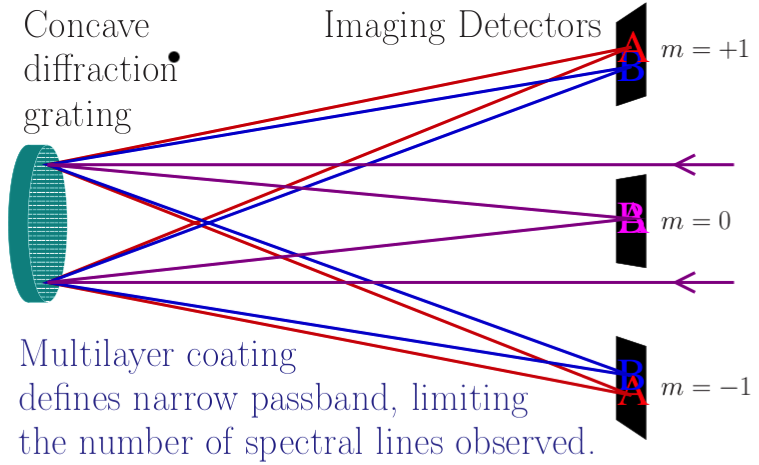 Concave
diffraction
grating
Imaging Detectors
A
B
m = +1
B
A
m = 0
B
A
m = −1
Multilayer coating
defines narrow passband, limiting
the number of spectral lines observed.